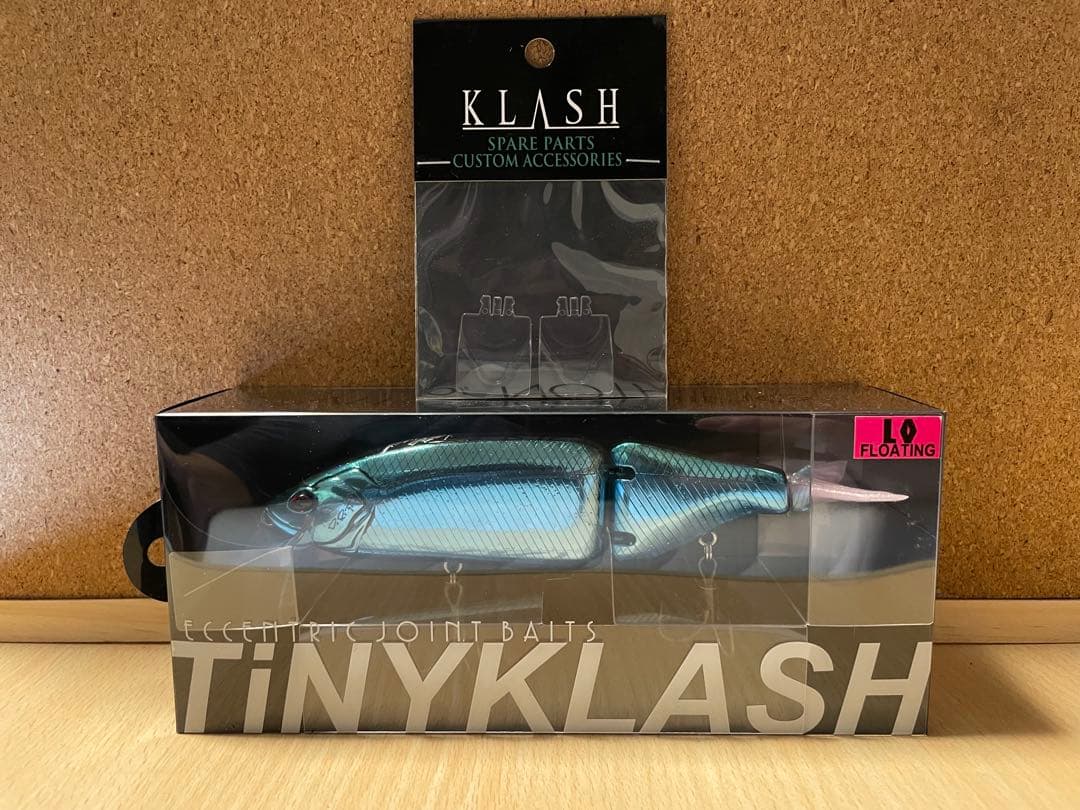 KLASH
SPARE PARTS
CUSTOM ACCESSORIES
LO
FLOATING
ECCENTRIC JOINT BAITS
TiNYKLASH